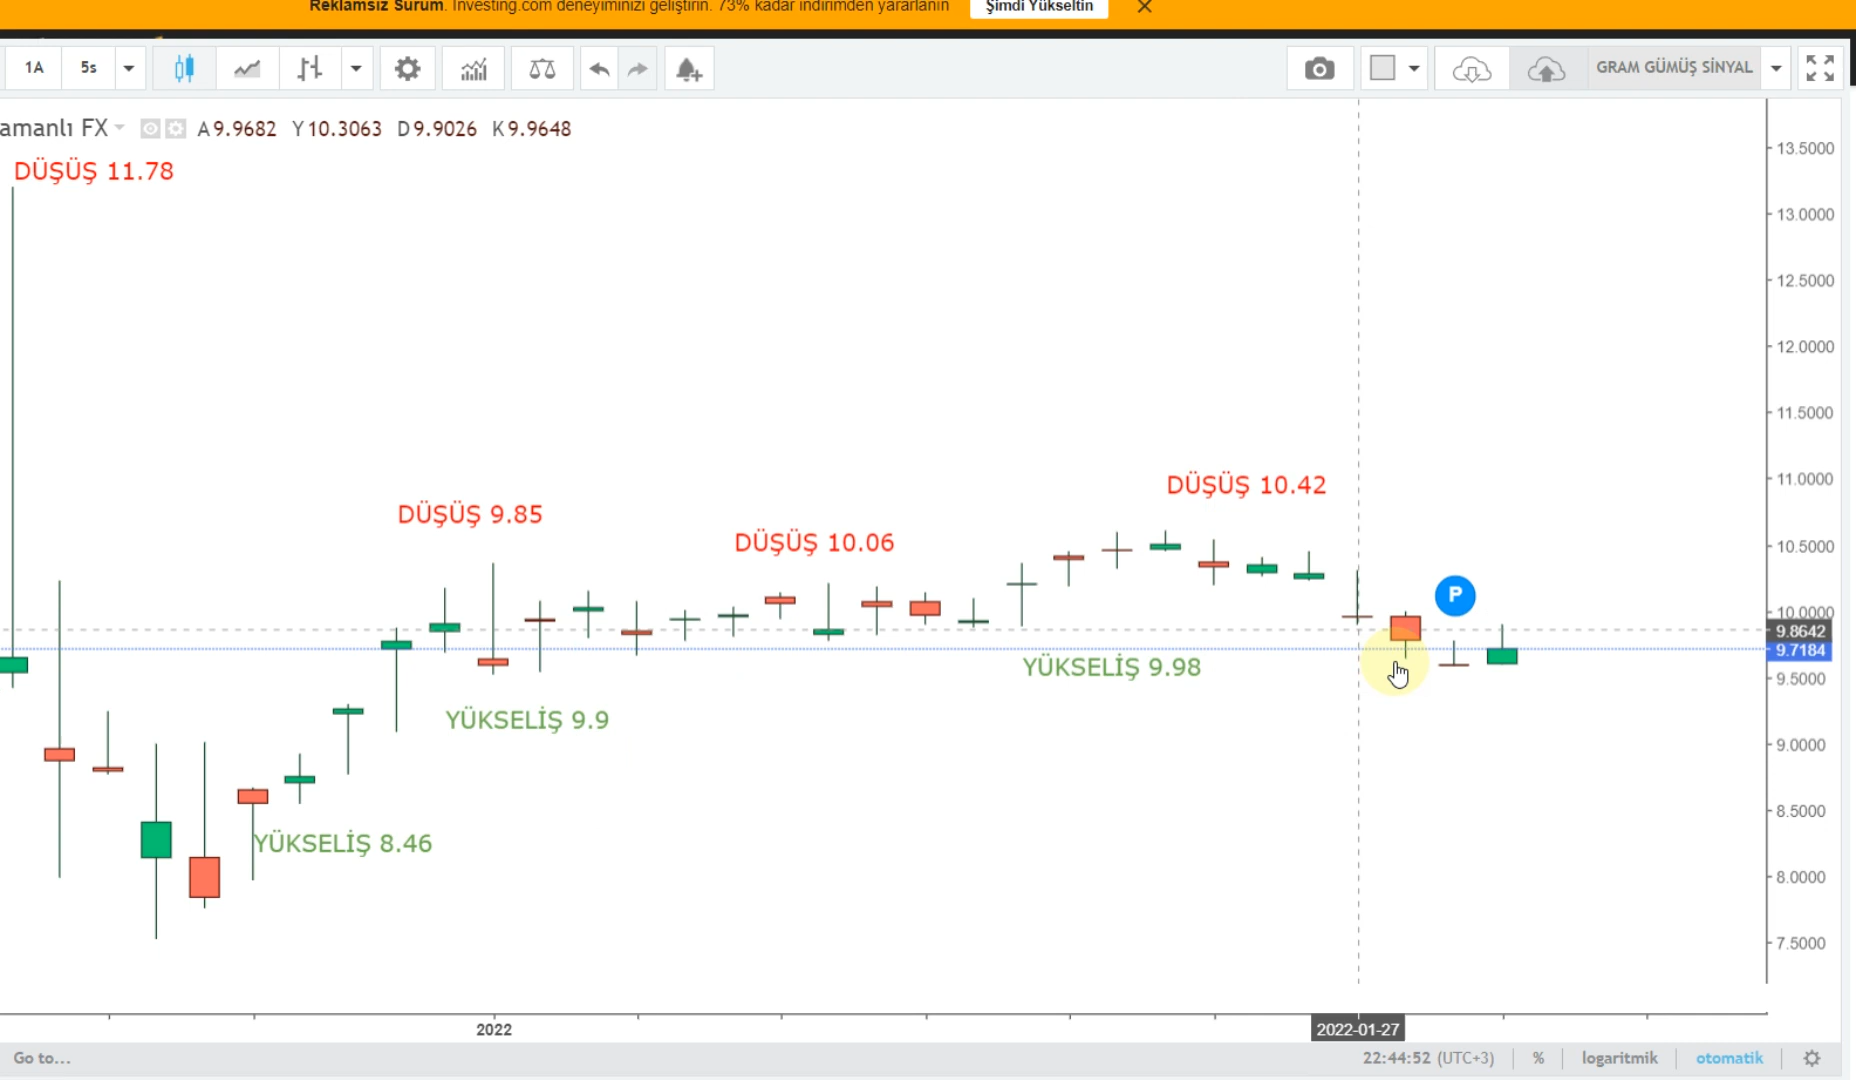 Reklamsız Sürüm. Investing.com deneyiminizi geliştirin. 73% kadar indirimden yararlanın
Şimdi Yükseltin
1A 5s GRAM GÜMÜŞ SİNYAL
amanlı FX A 9.9682 Y 10.3063 D 9.9026 K 9.9648
DÜŞÜŞ 11.78
13.5000
13.0000
12.5000
12.0000
11.5000
11.0000
DÜŞÜŞ 10.42
DÜŞÜŞ 9.85
DÜŞÜŞ 10.06
10.5000
P
10.0000
9.8642
9.7184
YÜKSELİŞ 9.98
9.5000
YÜKSELİŞ 9.9
9.0000
8.5000
YÜKSELİŞ 8.46
8.0000
7.5000
2022 2022-01-27
Go to... 22:44:52 (UTC+3) % logaritmik otomatik